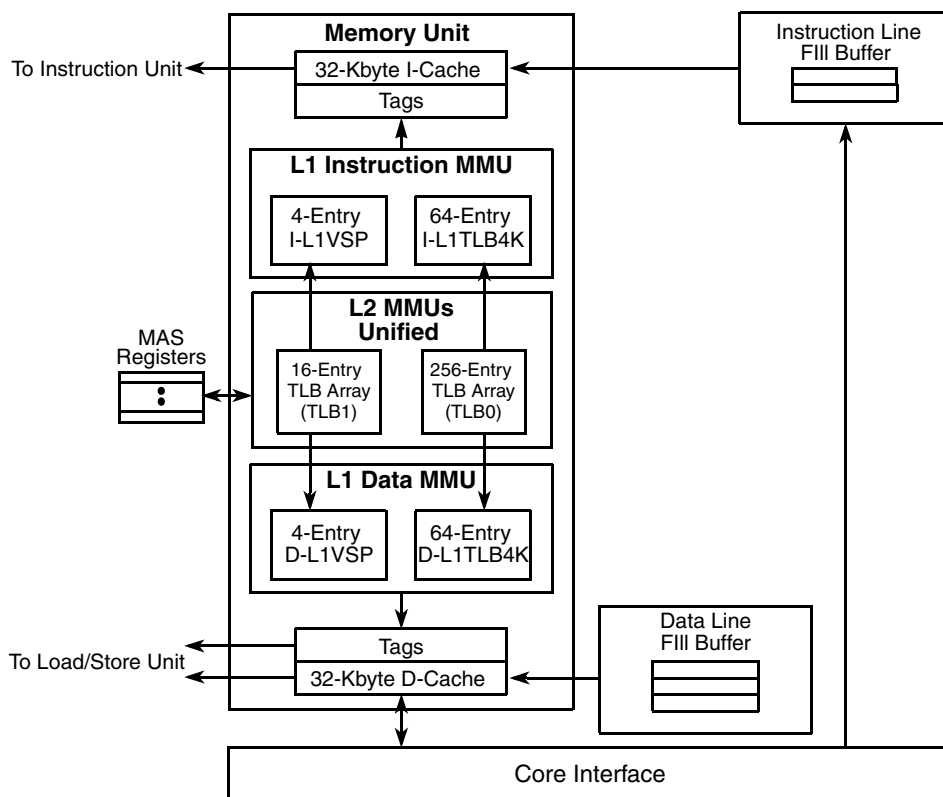 Memory Unit
Instruction Line
FIll Buffer
To Instruction Unit
32-Kbyte I-Cache
Tags
L1 Instruction MMU
4-Entry
I-L1VSP
64-Entry
I-L1TLB4K
L2 MMUs
Unified
MAS
Registers
16-Entry
TLB Array
(TLB1)
256-Entry
TLB Array
(TLB0)
L1 Data MMU
4-Entry
D-L1VSP
64-Entry
D-L1TLB4K
Data Line
FIll Buffer
To Load/Store Unit
Tags
32-Kbyte D-Cache
Core Interface